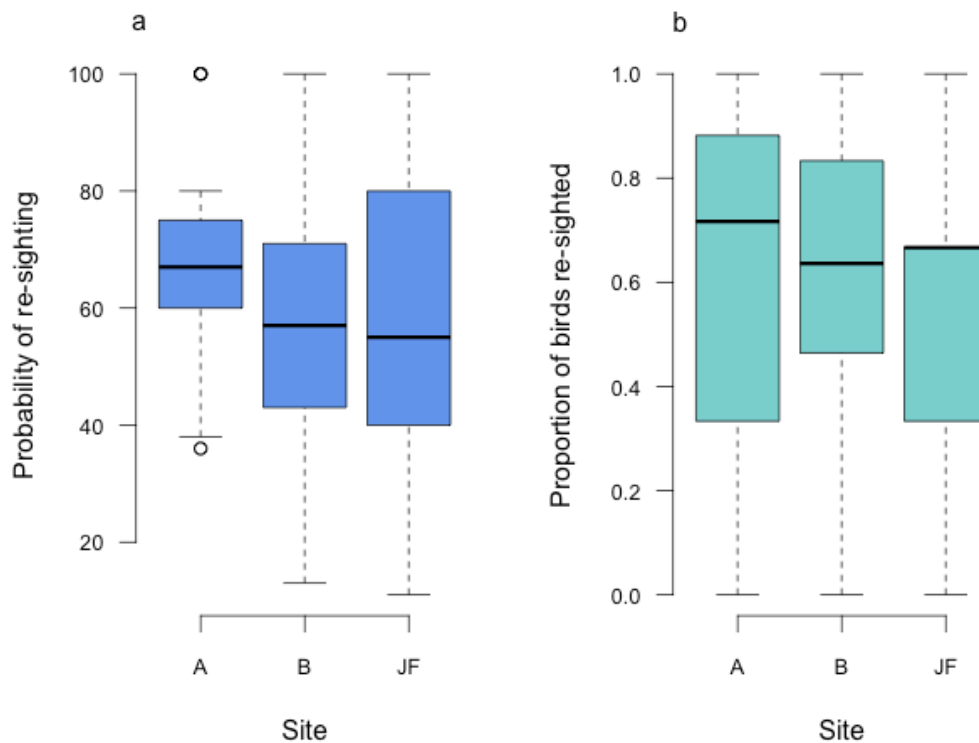 a
Probability of re-sighting
100
80
60
40
20
A B JF
Site
b
Proportion of birds re-sighted
1.0
0.8
0.6
0.4
0.2
0.0
A B JF
Site